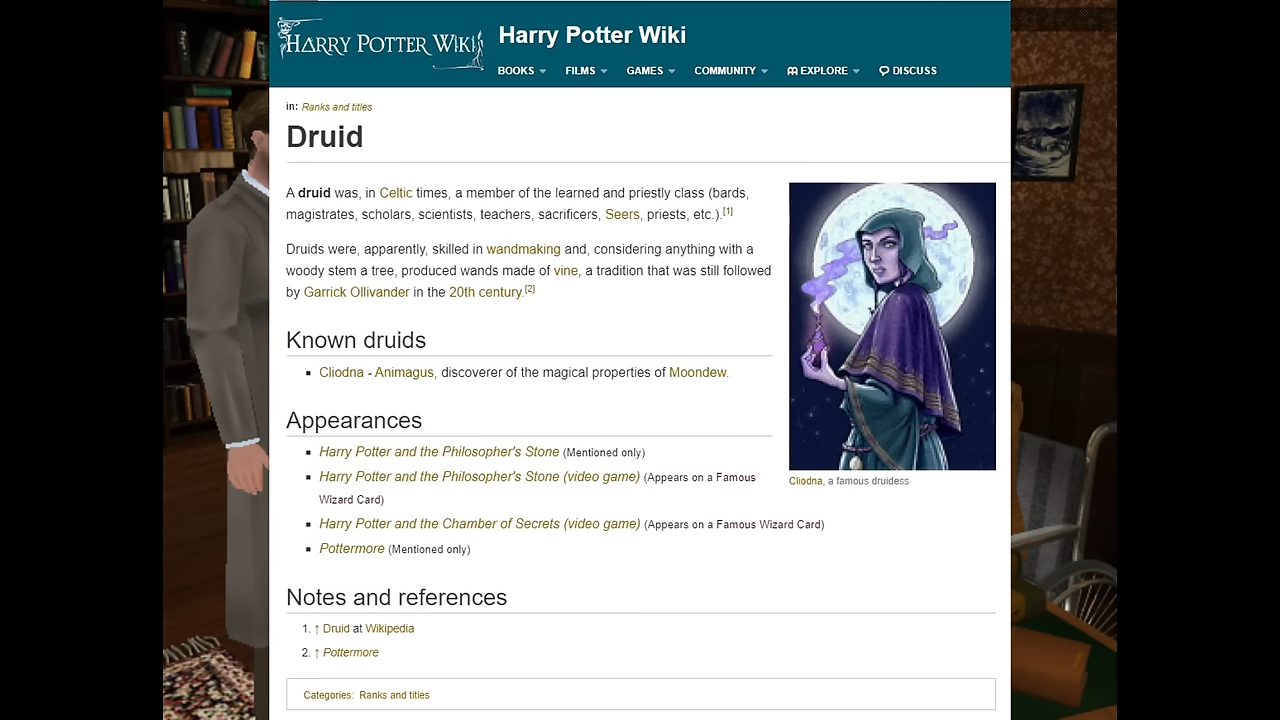 HARRY POTTER WIKI
Harry Potter Wiki
BOOKS FILMS GAMES COMMUNITY EXPLORE DISCUSS
in: Ranks and titles
Druid
A druid was, in Celtic times, a member of the learned and priestly class (bards,
magistrates, scholars, scientists, teachers, sacrificers, Seers, priests, etc.).[1]
Druids were, apparently, skilled in wandmaking and, considering anything with a
woody stem a tree, produced wands made of vine, a tradition that was still followed
by Garrick Ollivander in the 20th century.[2]
Known druids
▪ Cliodna - Animagus, discoverer of the magical properties of Moondew.
Appearances
▪ Harry Potter and the Philosopher's Stone (Mentioned only)
▪ Harry Potter and the Philosopher's Stone (video game) (Appears on a Famous
Wizard Card)
▪ Harry Potter and the Chamber of Secrets (video game) (Appears on a Famous Wizard Card)
▪ Pottermore (Mentioned only)
Cliodna, a famous druidess
Notes and references
1. ↑ Druid at Wikipedia
2. ↑ Pottermore
Categories: Ranks and titles